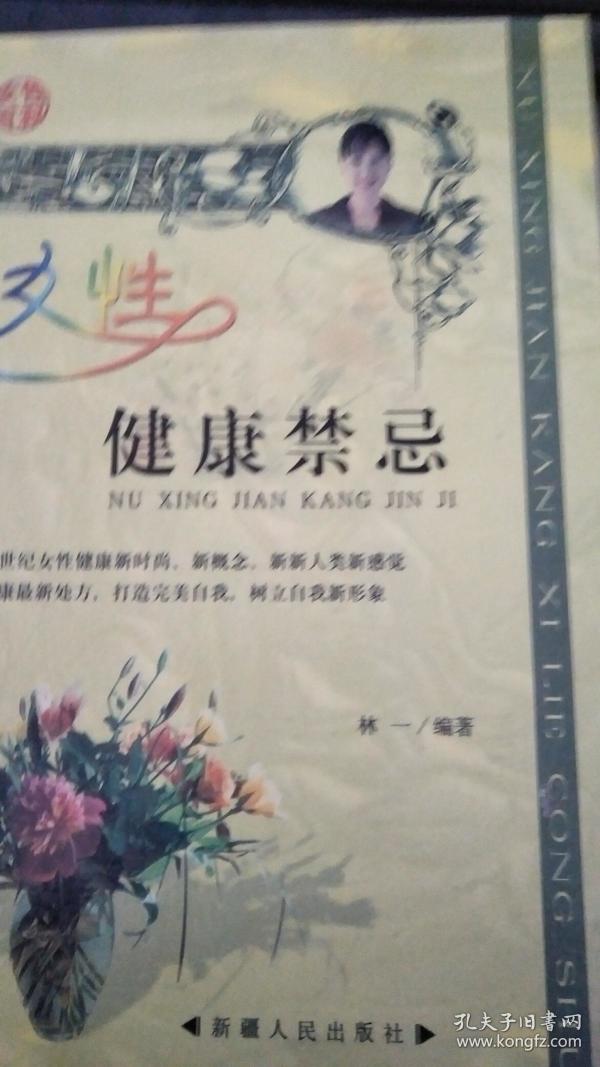 女性
健康禁忌
NU XING JIAN KANG JIN JI
世纪女性健康新时尚，新概念，新新人类新感觉
康最新处方，打造完美自我，树立自我新形象
林一/编著
新疆人民出版社
NU XING JIAN KANG XI LIE CONG SHU
孔夫子旧书网
www.kongfz.com